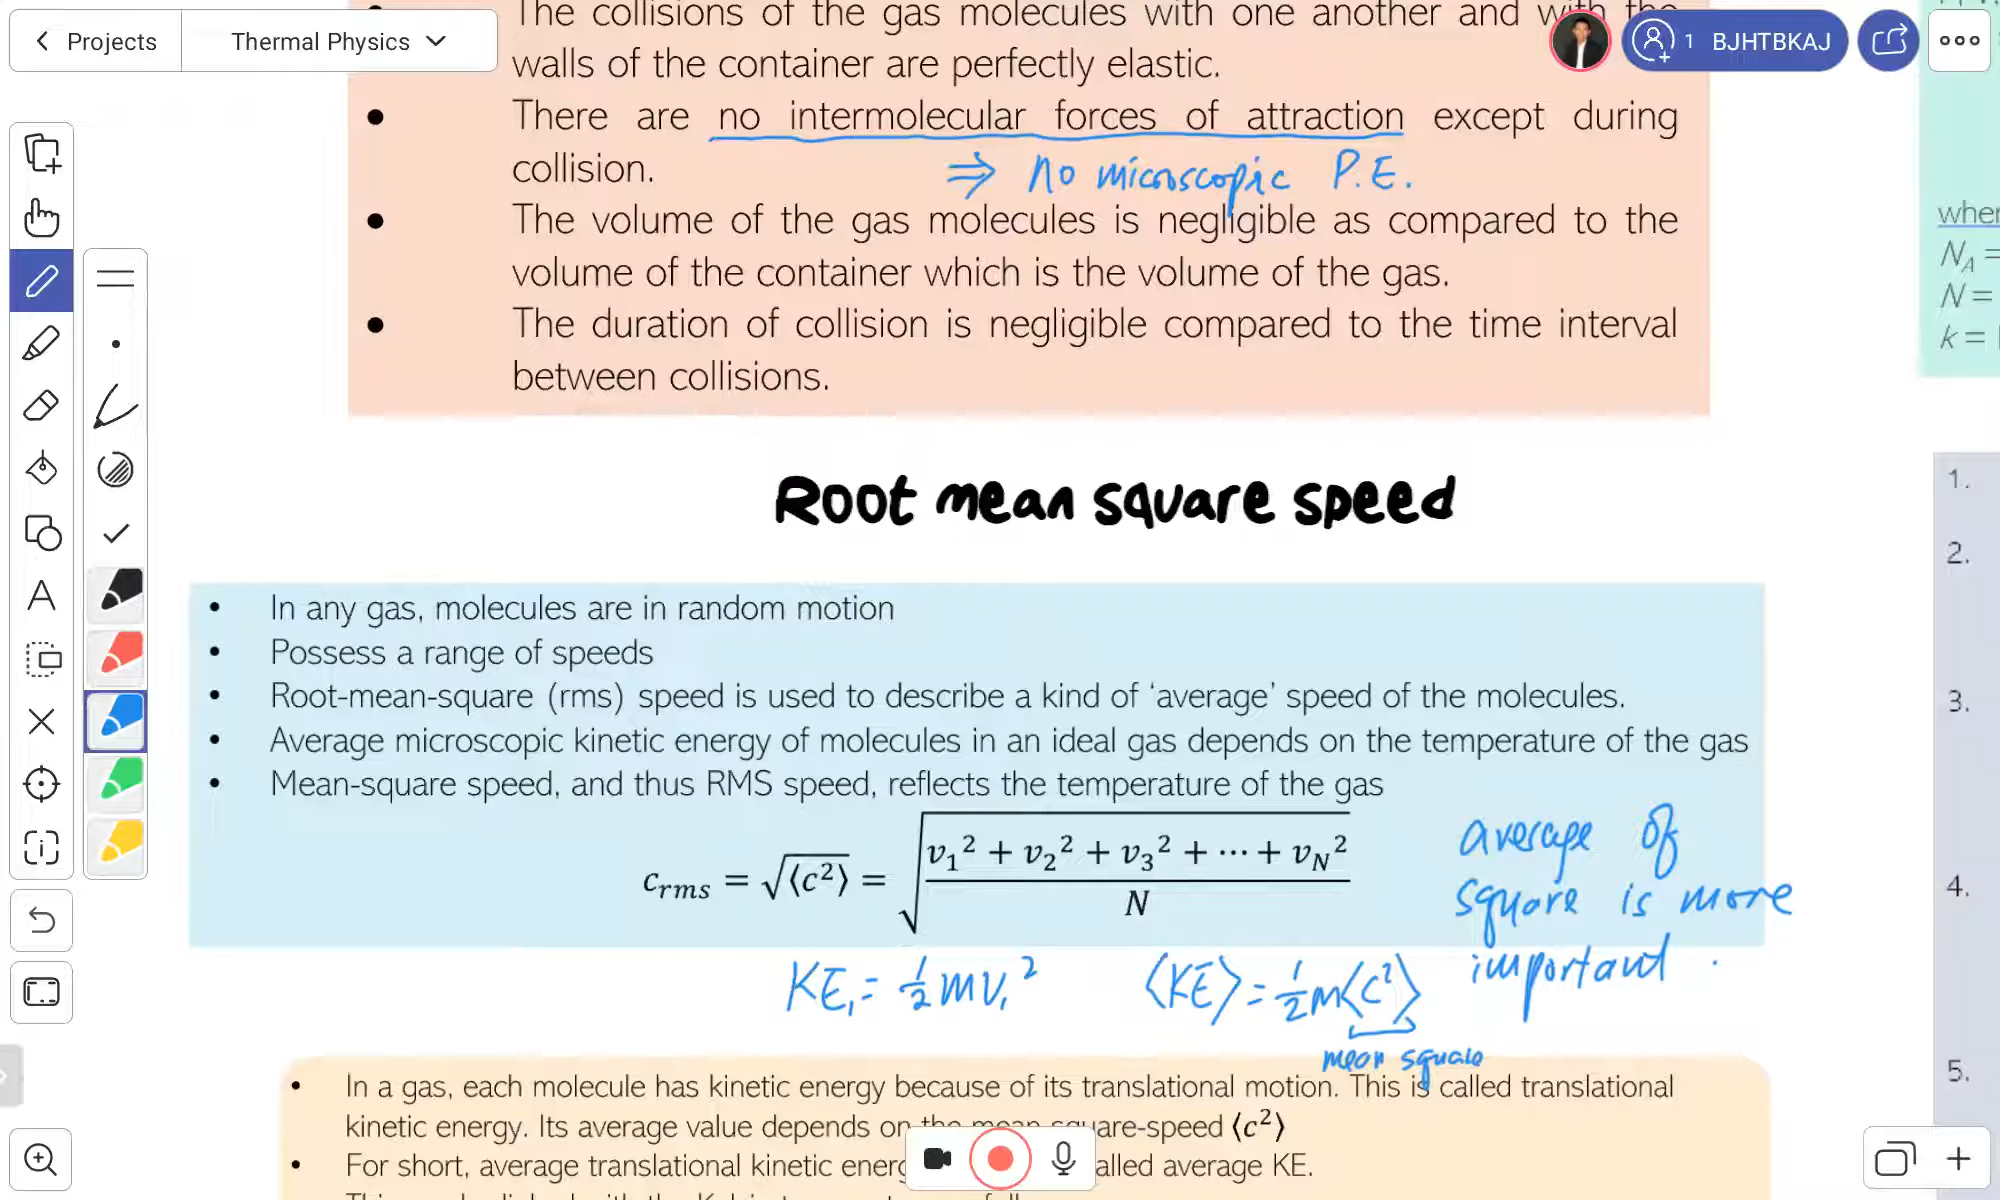 Projects
Thermal Physics
1 BJHTBKAJ
The collisions of the gas molecules with one another and with the
walls of the container are perfectly elastic.
• There are no intermolecular forces of attraction except during
collision.
⇒ no microscopic P.E.
• The volume of the gas molecules is negligible as compared to the
volume of the container which is the volume of the gas.
• The duration of collision is negligible compared to the time interval
between collisions.
wher
N_A =
N =
k =
Root mean square speed
• In any gas, molecules are in random motion
• Possess a range of speeds
• Root-mean-square (rms) speed is used to describe a kind of ‘average’ speed of the molecules.
• Average microscopic kinetic energy of molecules in an ideal gas depends on the temperature of the gas
• Mean-square speed, and thus RMS speed, reflects the temperature of the gas
c_rms = √⟨c²⟩ = √((v₁² + v₂² + v₃² + ⋯ + v_N²)/N)
average of
square is more
important.
KE₁ = ½mv₁²
⟨KE⟩ = ½m⟨c²⟩
mean square
• In a gas, each molecule has kinetic energy because of its translational motion. This is called translational
kinetic energy. Its average value depends on the mean square-speed ⟨c²⟩
• For short, average translational kinetic energ alled average KE.
1.
2.
3.
4.
5.